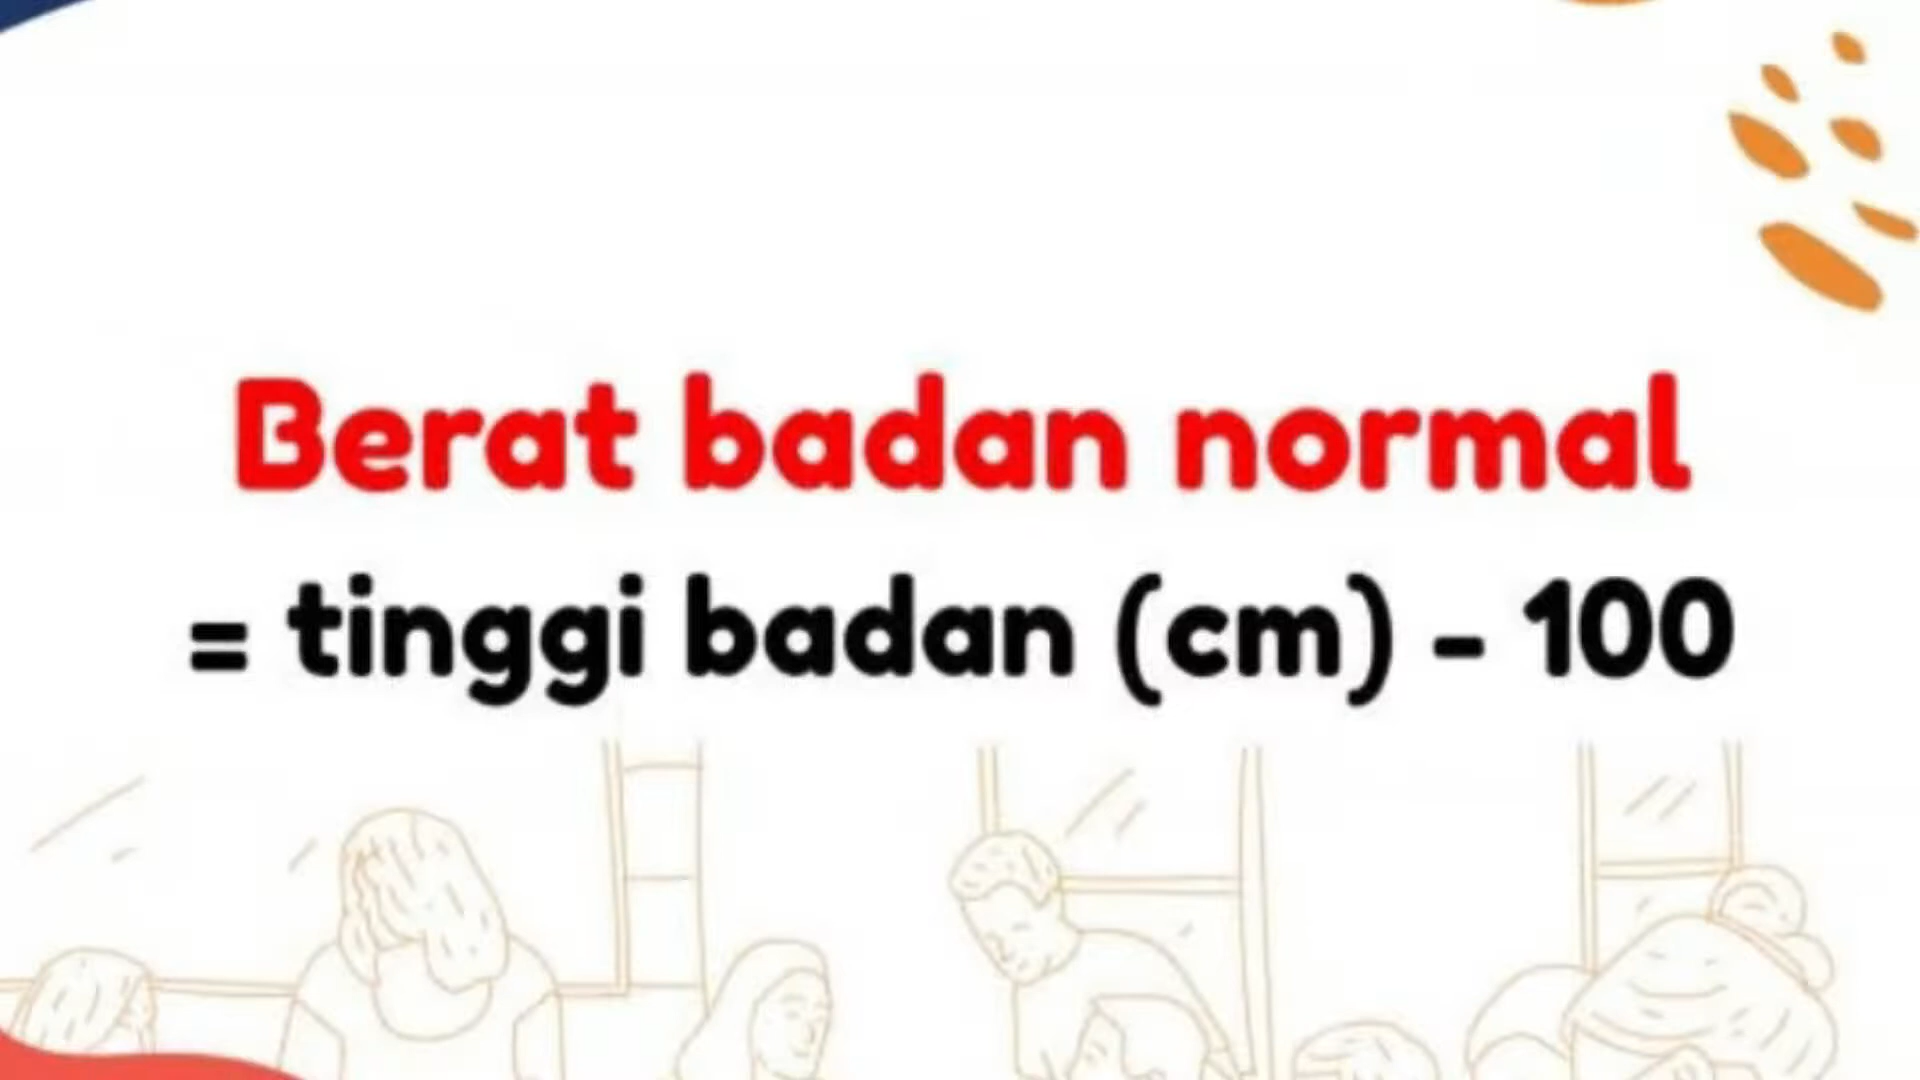 Berat badan normal
= tinggi badan (cm) - 100